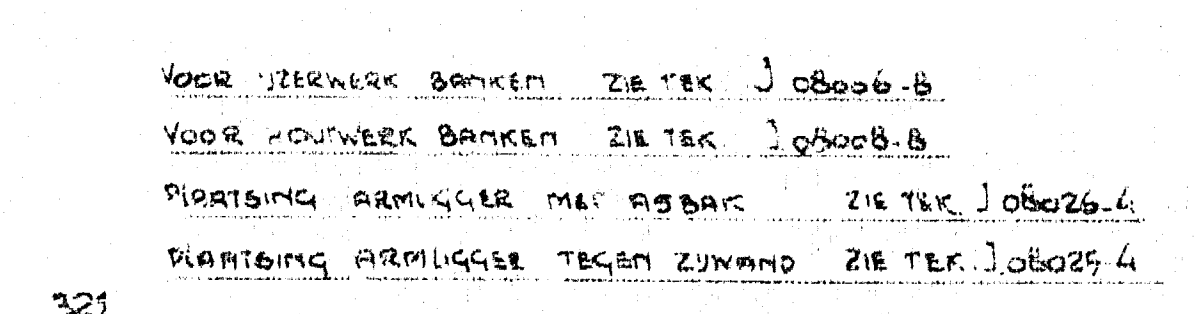 VOOR IJZERWERK BANKEN ZIE TEK J 08006-B
VOOR HOUTWERK BANKEN ZIE TEK. J 08008-B
PLAATSING ARMLIGGER MET ASBAK ZIE TEK. J 08026-4
PLAATSING ARMLIGGER TEGEN ZIJWAND ZIE TEK. J 08025-4
321